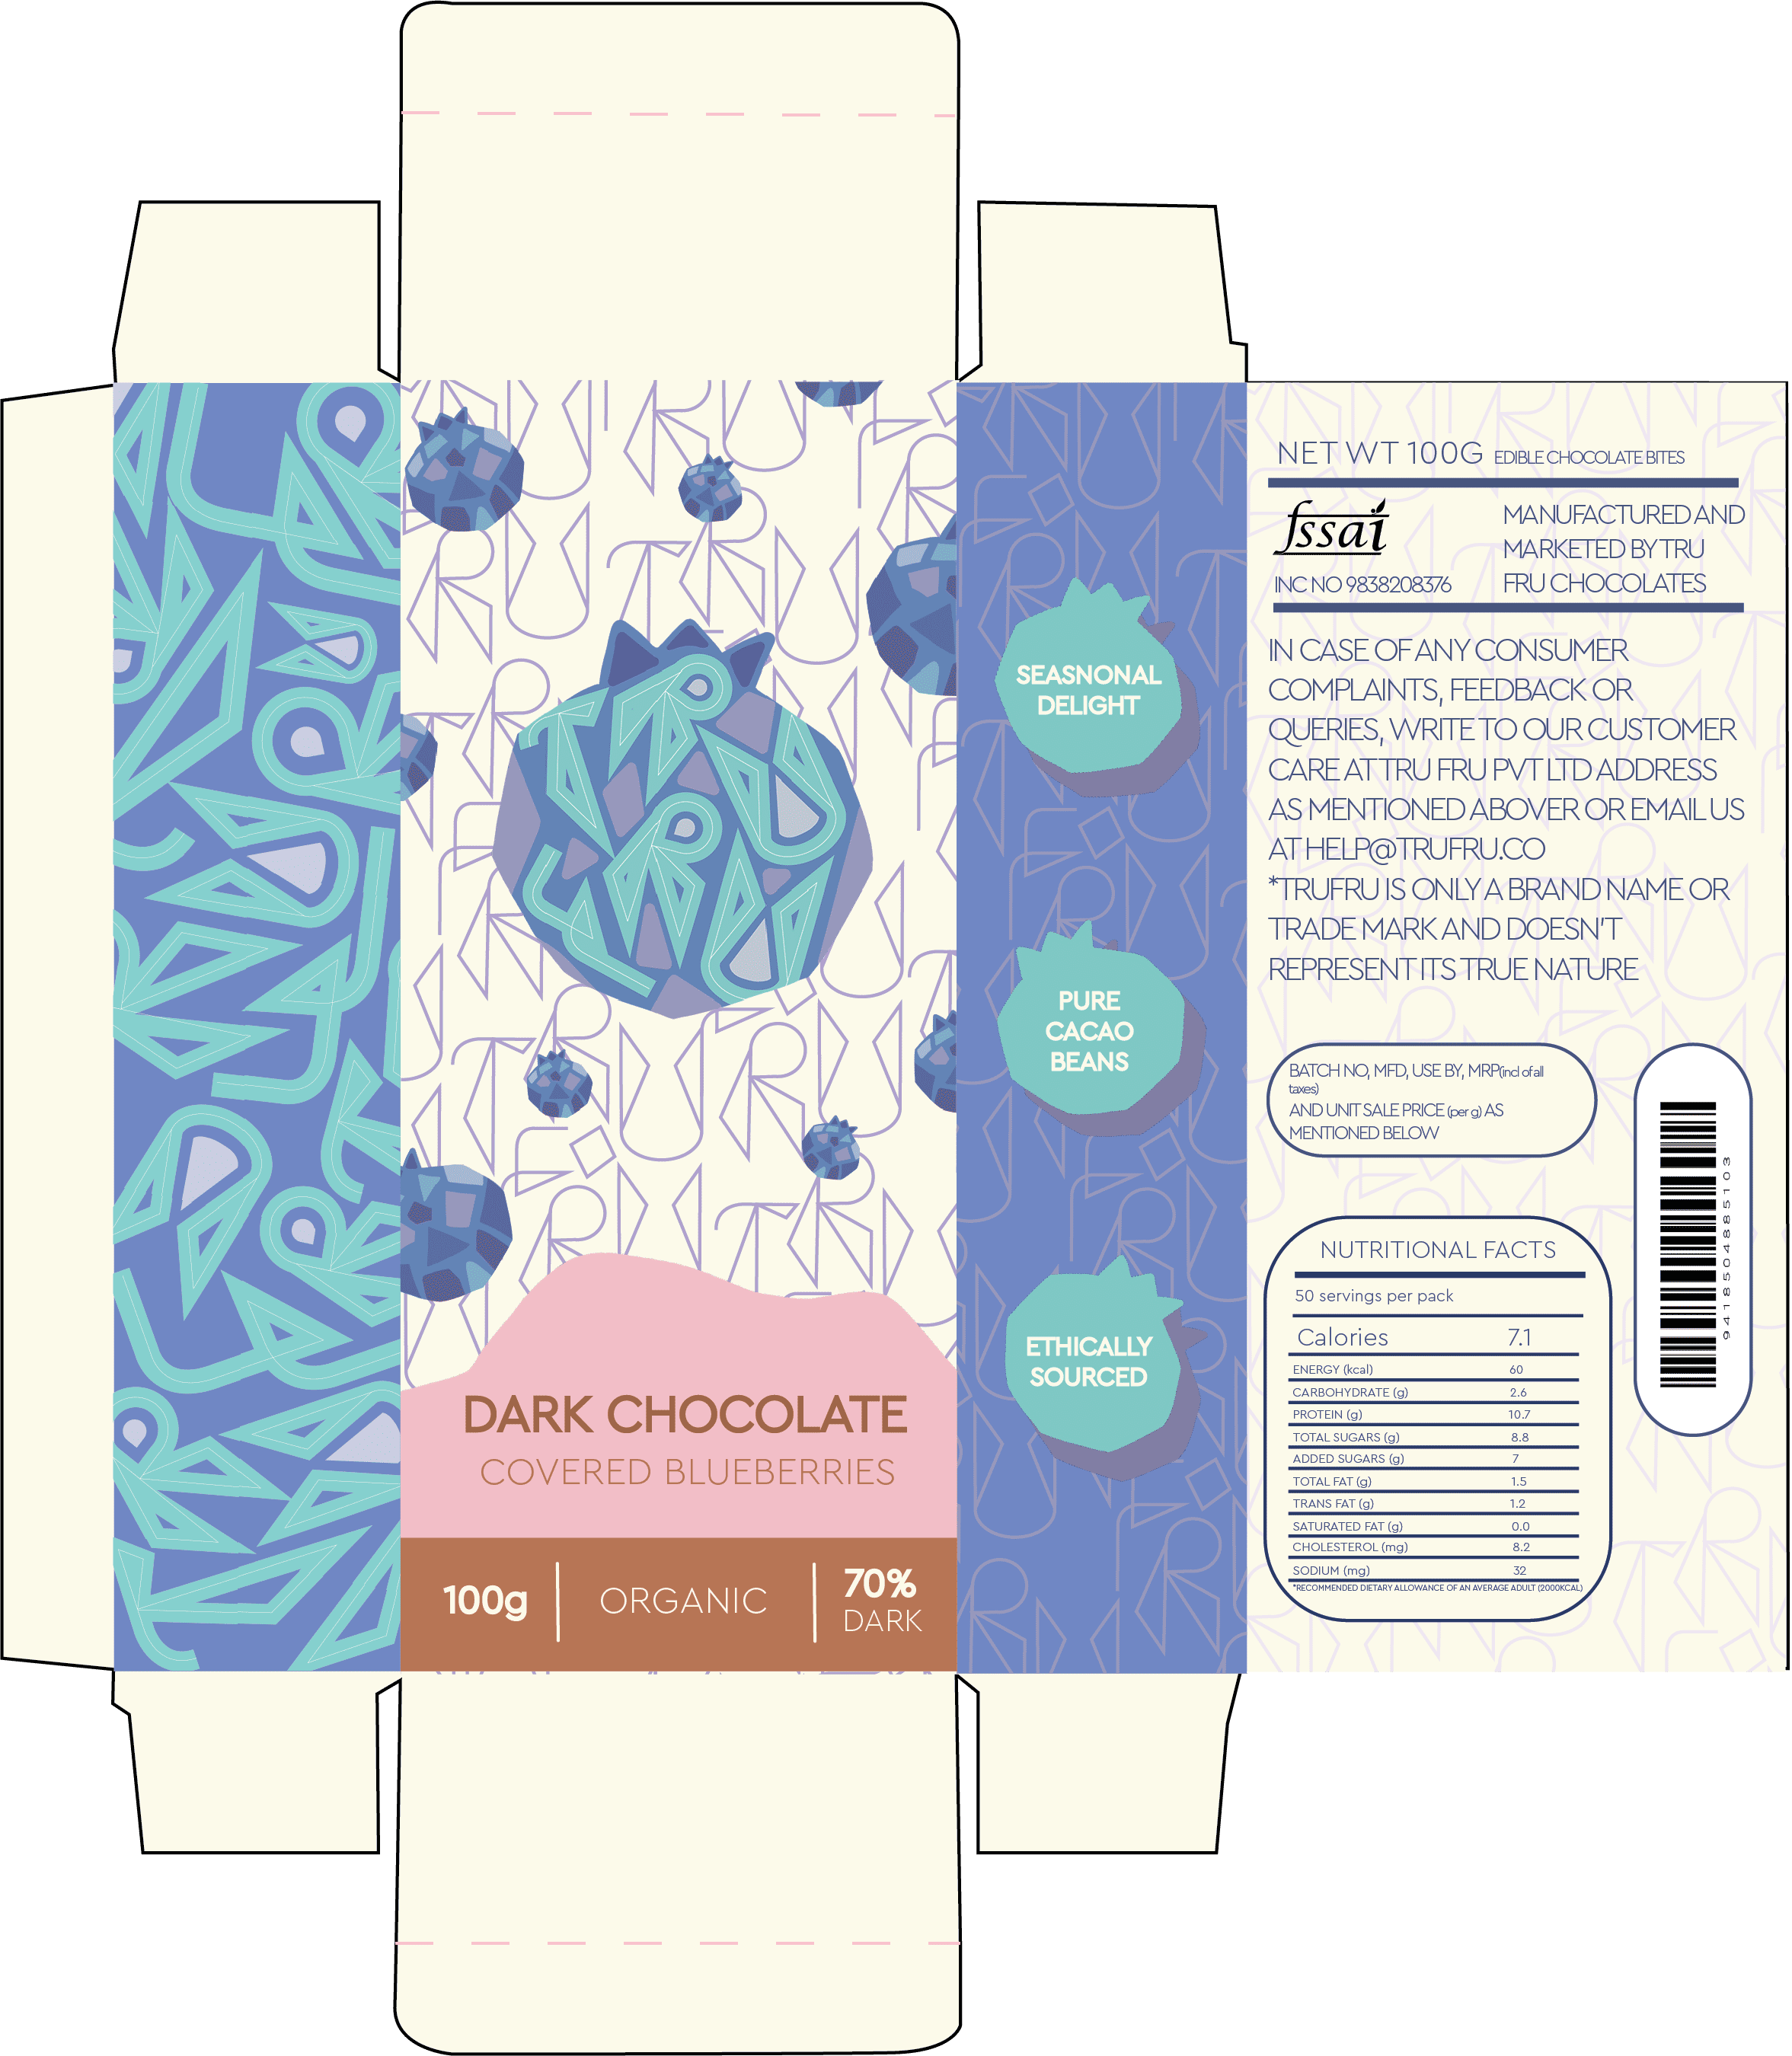 TRU
FRU
DARK CHOCOLATE
COVERED BLUEBERRIES
100g
ORGANIC
70%
DARK
SEASNONAL
DELIGHT
PURE
CACAO
BEANS
ETHICALLY
SOURCED
NET WT 100G EDIBLE CHOCOLATE BITES
fssai
INC NO 9838208376
MANUFACTURED AND
MARKETED BY TRU
FRU CHOCOLATES
IN CASE OF ANY CONSUMER
COMPLAINTS, FEEDBACK OR
QUERIES, WRITE TO OUR CUSTOMER
CARE AT TRU FRU PVT LTD ADDRESS
AS MENTIONED ABOVER OR EMAIL US
AT HELP@TRUFRU.CO
*TRUFRU IS ONLY A BRAND NAME OR
TRADE MARK AND DOESN'T
REPRESENT ITS TRUE NATURE
BATCH NO, MFD, USE BY, MRP(incl of all
taxes)
AND UNIT SALE PRICE (per g) AS
MENTIONED BELOW
9418504885103
NUTRITIONAL FACTS
50 servings per pack
Calories 7.1
ENERGY (kcal) 60
CARBOHYDRATE (g) 2.6
PROTEIN (g) 10.7
TOTAL SUGARS (g) 8.8
ADDED SUGARS (g) 7
TOTAL FAT (g) 1.5
TRANS FAT (g) 1.2
SATURATED FAT (g) 0.0
CHOLESTEROL (mg) 8.2
SODIUM (mg) 32
*RECOMMENDED DIETARY ALLOWANCE OF AN AVERAGE ADULT (2000KCAL)